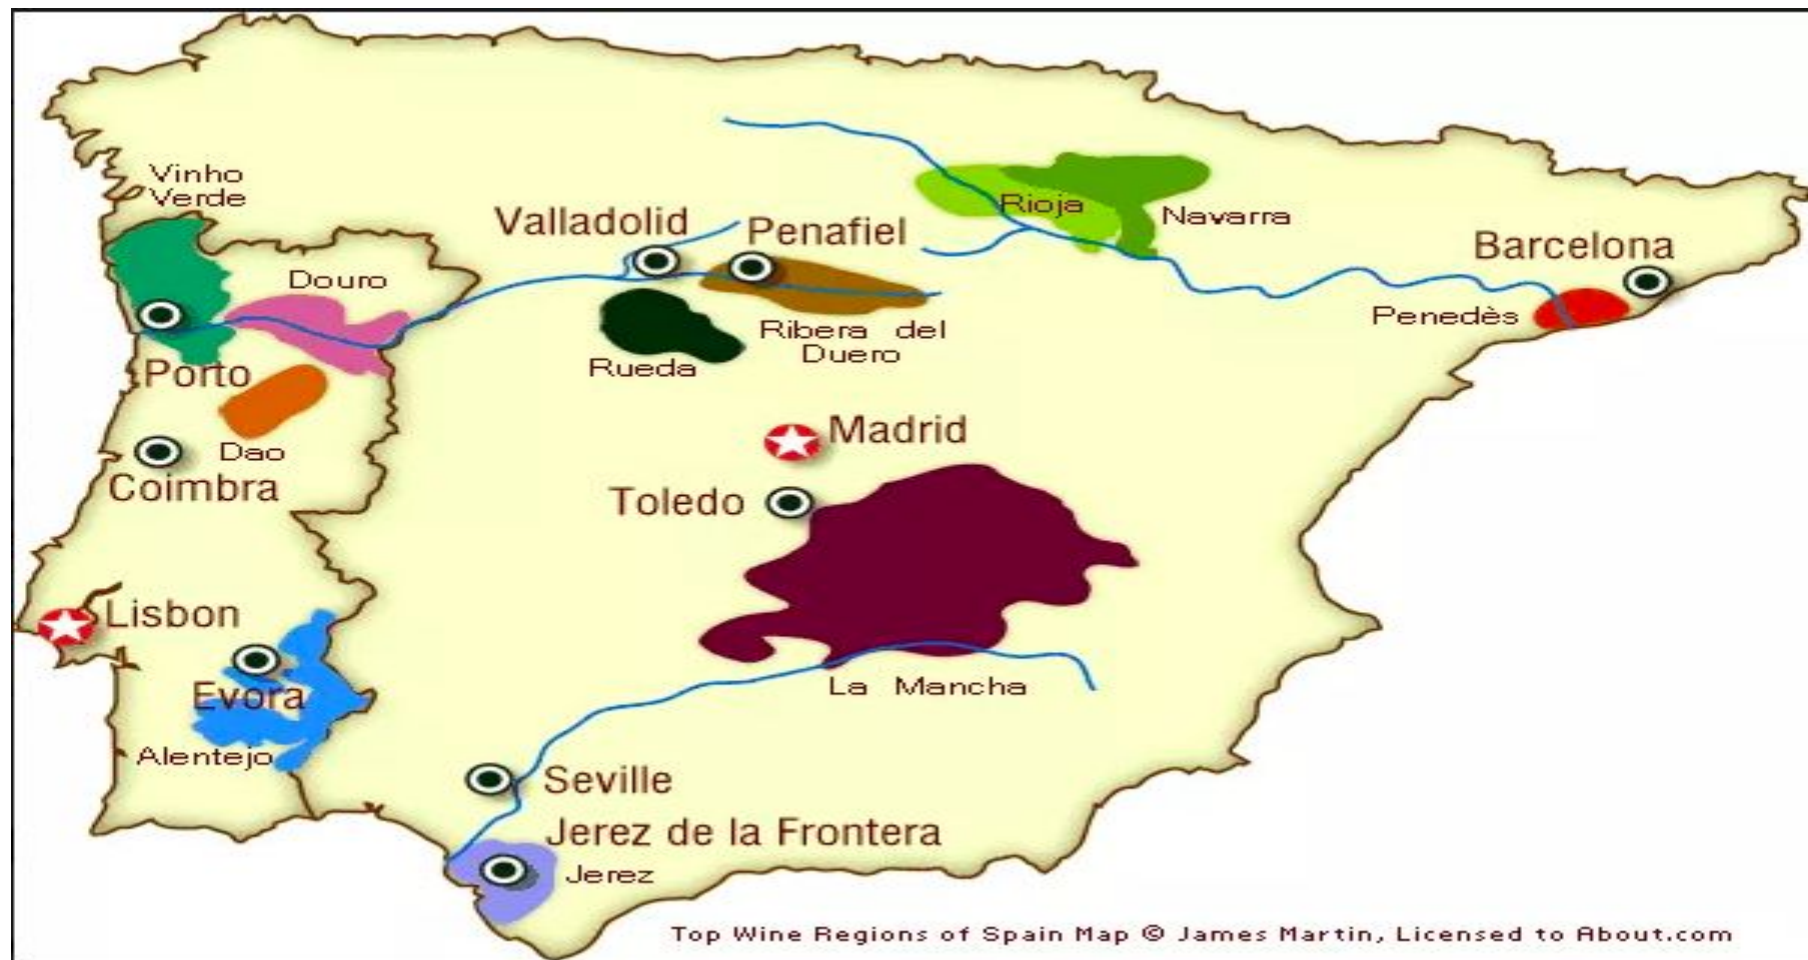 Vinho
Verde
Valladolid
Penafiel
Rioja
Navarra
Barcelona
Douro
Penedès
Ribera del
Duero
Rueda
Porto
Dao
Madrid
Coimbra
Toledo
Lisbon
Evora
La Mancha
Alentejo
Seville
Jerez de la Frontera
Jerez
Top Wine Regions of Spain Map © James Martin, Licensed to About.com